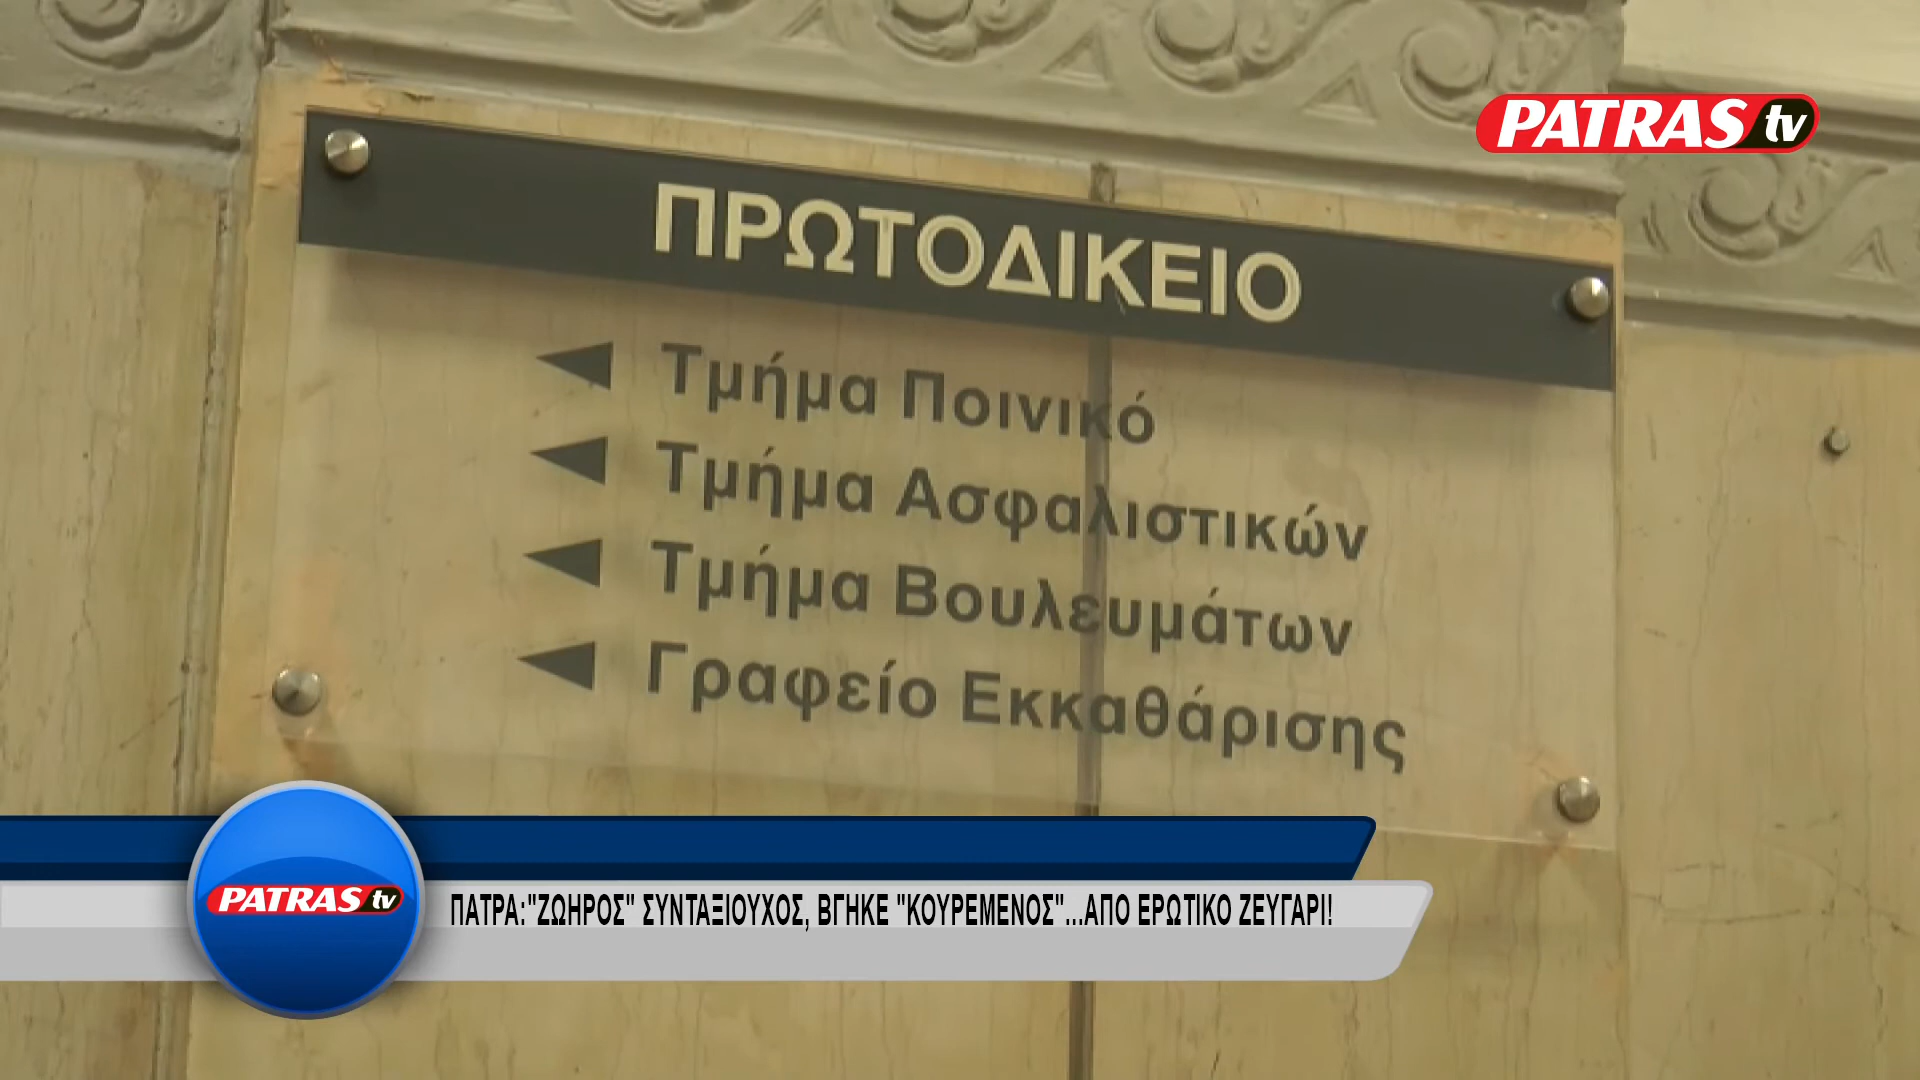 PATRAS tv
ΠΡΩΤΟΔΙΚΕΙΟ
Τμήμα Ποινικό
Τμήμα Ασφαλιστικών
Τμήμα Βουλευμάτων
Γραφείο Εκκαθάρισης
PATRAS tv
ΠΑΤΡΑ:"ΖΩΗΡΟΣ" ΣΥΝΤΑΞΙΟΥΧΟΣ, ΒΓΗΚΕ "ΚΟΥΡΕΜΕΝΟΣ"...ΑΠΟ ΕΡΩΤΙΚΟ ΖΕΥΓΑΡΙ!